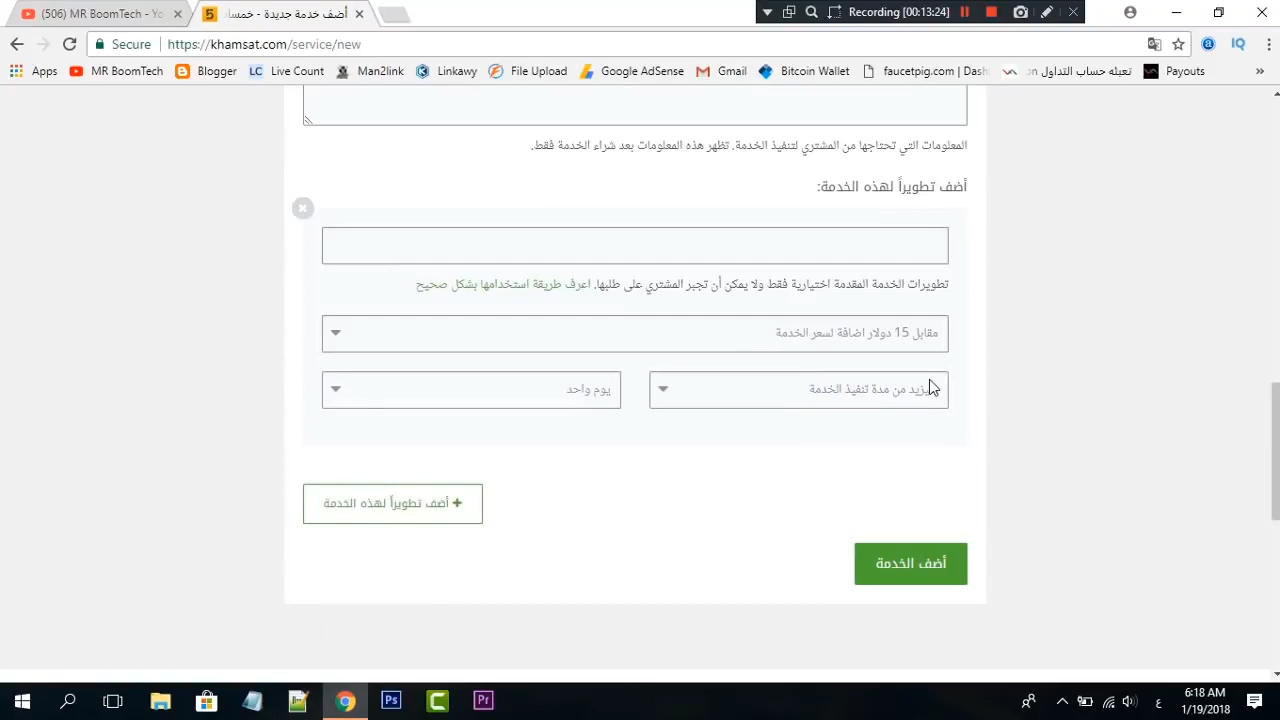 (506) MR BoomTech - Yo
أضف خدمة جديدة - خمسا
Recording [00:13:24]
Secure
https://khamsat.com/service/new
Apps
MR BoomTech
Blogger
Live Count
Man2link
Linkawy
File Upload
Google AdSense
Gmail
Bitcoin Wallet
faucetpig.com | Dash
تعبئه حساب التداول on
Payouts
»
المعلومات التي تحتاجها من المشتري لتنفيذ الخدمة. تظهر هذه المعلومات بعد شراء الخدمة فقط.
أضف تطويراً لهذه الخدمة:
تطويرات الخدمة المقدمة اختيارية فقط ولا يمكن أن تجبر المشتري على طلبها. اعرف طريقة استخدامها بشكل صحيح
مقابل 15 دولار اضافة لسعر الخدمة
يزيد من مدة تنفيذ الخدمة
يوم واحد
+ أضف تطويراً لهذه الخدمة
أضف الخدمة
Ps
Pr
ع
6:18 AM
1/19/2018